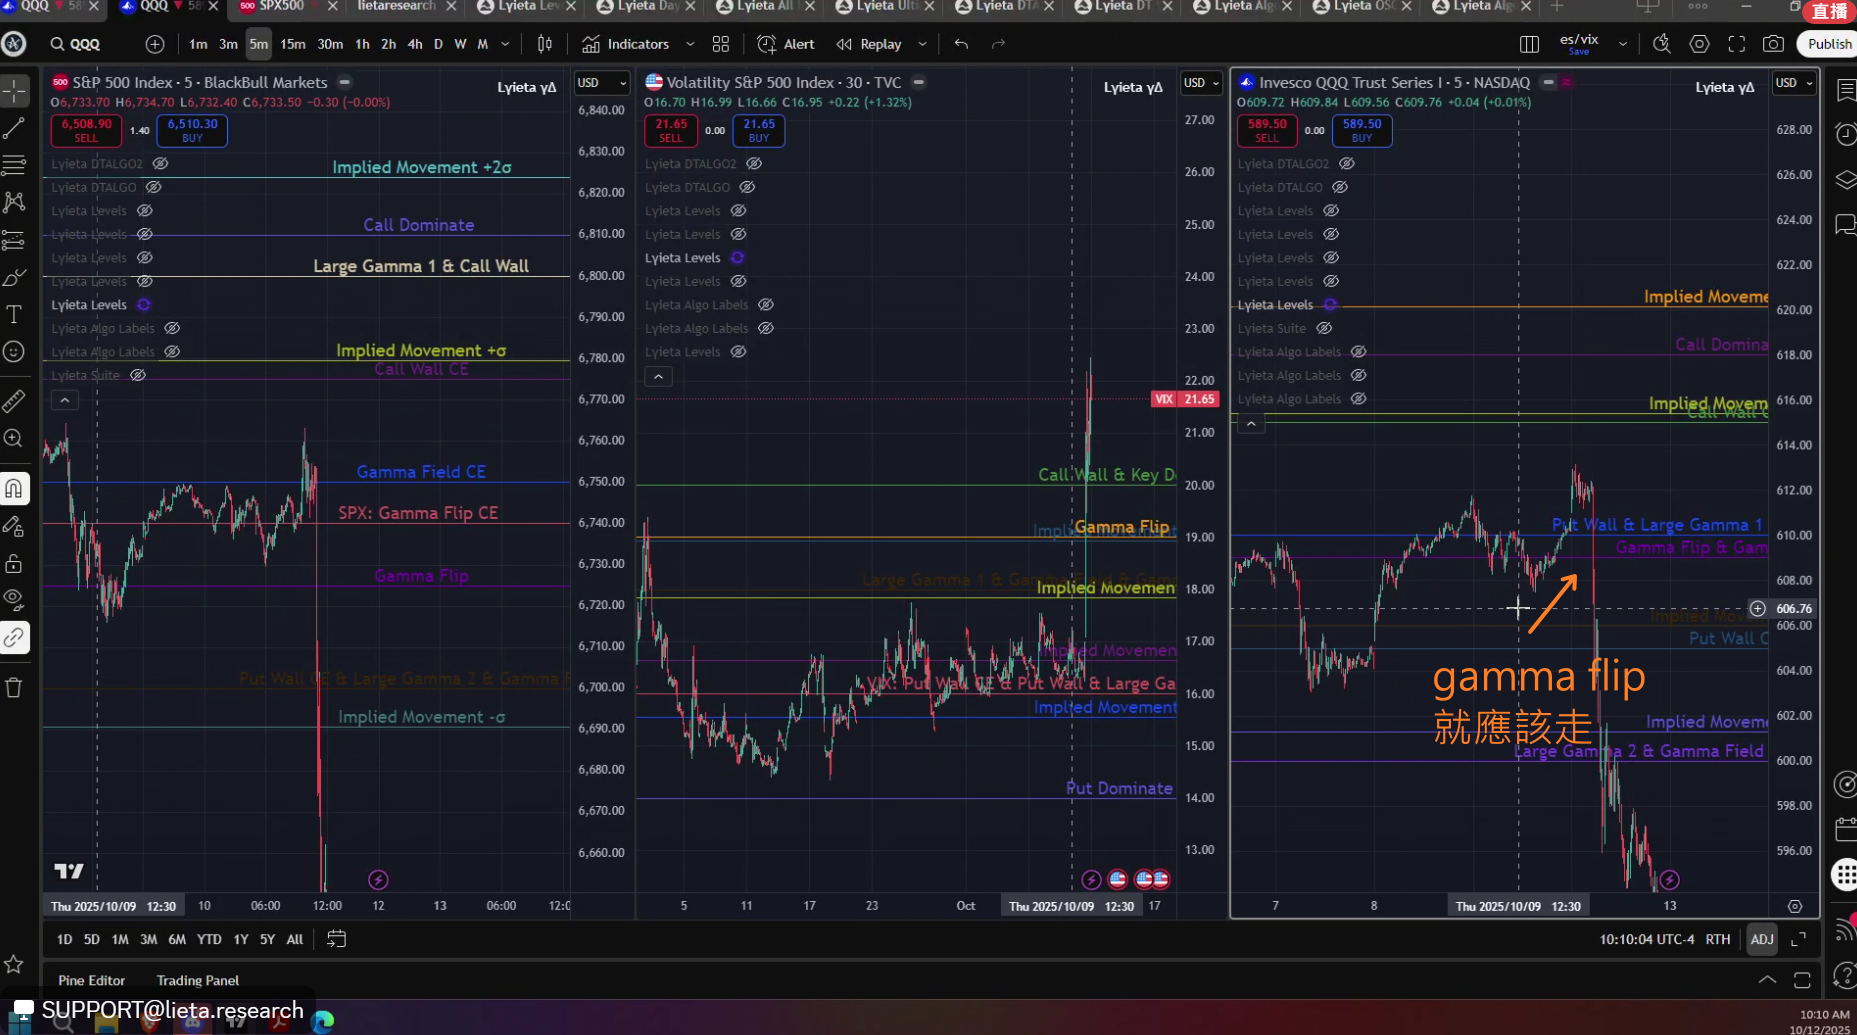 QQQ
QQQ
SPX500
lietaresearch
Lyieta Lev
Lyieta Day
Lyieta All
Lyieta Ulti
Lyieta DTA
Lyieta DT
Lyieta Alg
Lyieta OSC
Lyieta Alg
直播
QQQ
1m 3m 5m 15m 30m 1h 2h 4h D W M
Indicators
Alert
Replay
es/vix
Save
Publish
S&P 500 Index · 5 · BlackBull Markets
O6,733.70 H6,734.70 L6,732.40 C6,733.50 -0.30 (-0.00%)
Lyieta γΔ
USD
6,508.90
SELL
1.40
6,510.30
BUY
Lyieta DTALGO2
Lyieta DTALGO
Lyieta Levels
Lyieta Levels
Lyieta Levels
Lyieta Levels
Lyieta Levels
Lyieta Algo Labels
Lyieta Algo Labels
Lyieta Suite
Implied Movement +2σ
Call Dominate
Large Gamma 1 & Call Wall
Implied Movement +σ
Call Wall CE
Gamma Field CE
SPX: Gamma Flip CE
Gamma Flip
Put Wall CE & Large Gamma 2 & Gamma F
Implied Movement -σ
6,840.00
6,830.00
6,820.00
6,810.00
6,800.00
6,790.00
6,780.00
6,770.00
6,760.00
6,750.00
6,740.00
6,730.00
6,720.00
6,710.00
6,700.00
6,690.00
6,680.00
6,670.00
6,660.00
Thu 2025/10/09 12:30
10 06:00 12:00 12 13 06:00 12:0
Volatility S&P 500 Index · 30 · TVC
O16.70 H16.99 L16.66 C16.95 +0.22 (+1.32%)
Lyieta γΔ
USD
21.65
SELL
0.00
21.65
BUY
Lyieta DTALGO2
Lyieta DTALGO
Lyieta Levels
Lyieta Levels
Lyieta Levels
Lyieta Levels
Lyieta Algo Labels
Lyieta Algo Labels
Lyieta Levels
VIX 21.65
Call Wall & Key De
Gamma Flip
Implied Movement
Large Gamma 1 & Gamma Field & Gamm
Implied Movement
Implied Movemen
VIX: Put Wall CE & Put Wall & Large Ga
Implied Movement
Put Dominate
27.00
26.00
25.00
24.00
23.00
22.00
21.00
20.00
19.00
18.00
17.00
16.00
15.00
14.00
13.00
5 11 17 23 Oct
Thu 2025/10/09 12:30
17
Invesco QQQ Trust Series I · 5 · NASDAQ
O609.72 H609.84 L609.56 C609.76 +0.04 (+0.01%)
Lyieta γΔ
USD
589.50
SELL
0.00
589.50
BUY
Lyieta DTALGO2
Lyieta DTALGO
Lyieta Levels
Lyieta Levels
Lyieta Levels
Lyieta Levels
Lyieta Levels
Lyieta Suite
Lyieta Algo Labels
Lyieta Algo Labels
Lyieta Algo Labels
Implied Moveme
Call Domina
Implied Movem
Call Wall C
Put Wall & Large Gamma 1
Gamma Flip & Gam
Implied Mov
Put Wall C
gamma flip
就應該走
Implied Moveme
Large Gamma 2 & Gamma Field
628.00
626.00
624.00
622.00
620.00
618.00
616.00
614.00
612.00
610.00
608.00
606.76
606.00
604.00
602.00
600.00
598.00
596.00
7 8
Thu 2025/10/09 12:30
13
1D 5D 1M 3M 6M YTD 1Y 5Y All
10:10:04 UTC-4 RTH ADJ
Pine Editor
Trading Panel
SUPPORT@lieta.research
10:10 AM
10/12/2025